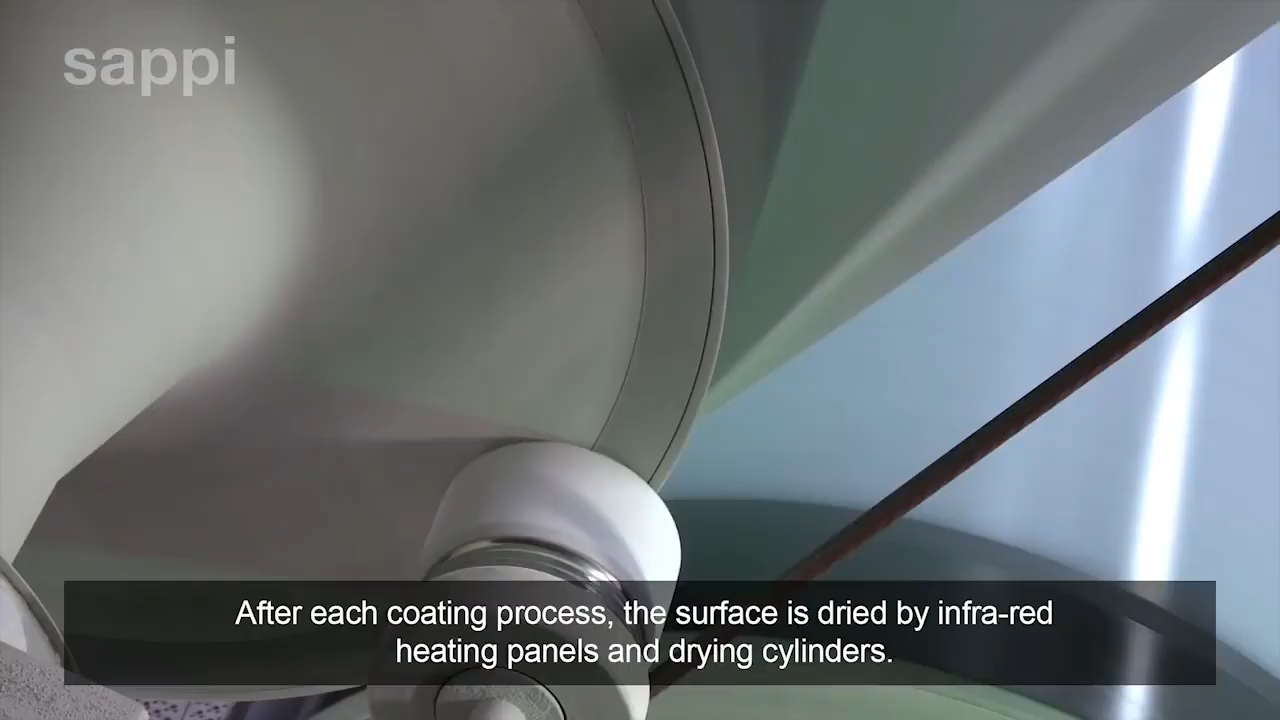 sappi
After each coating process, the surface is dried by infra-red
heating panels and drying cylinders.